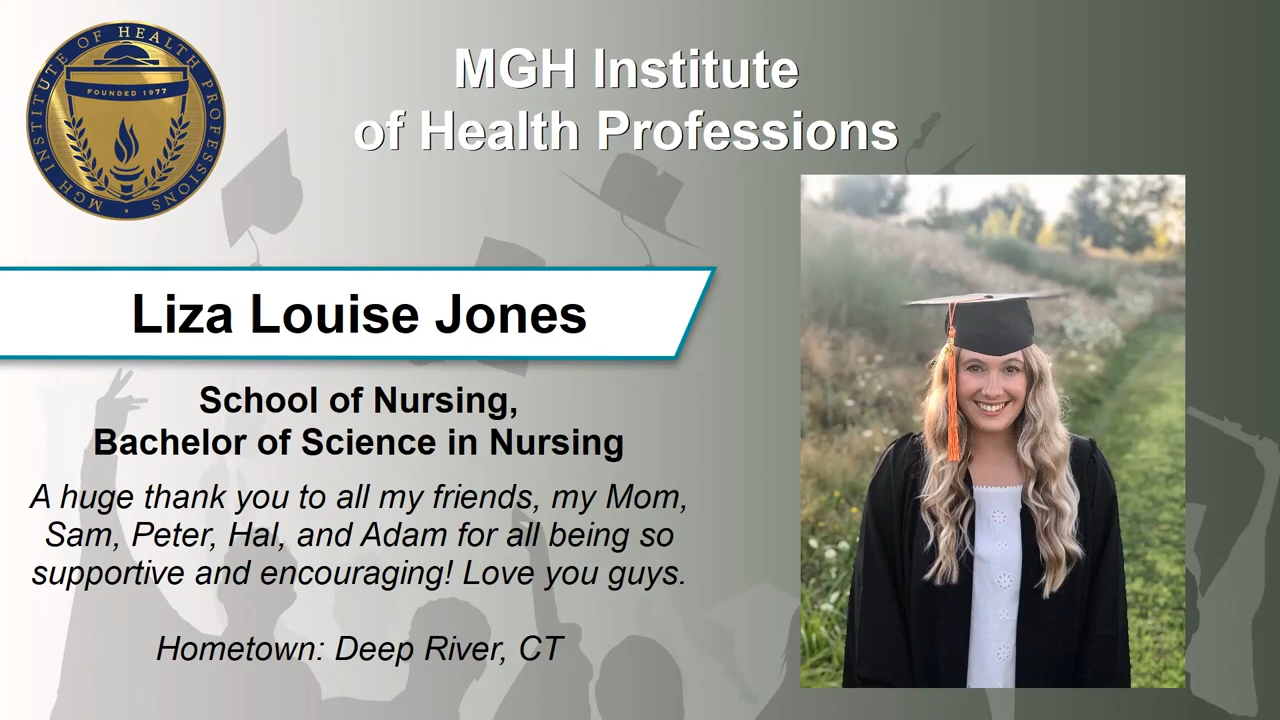 MGH INSTITUTE OF HEALTH PROFESSIONS
FOUNDED 1977
MGH Institute
of Health Professions
Liza Louise Jones
School of Nursing,
Bachelor of Science in Nursing
A huge thank you to all my friends, my Mom,
Sam, Peter, Hal, and Adam for all being so
supportive and encouraging! Love you guys.
Hometown: Deep River, CT